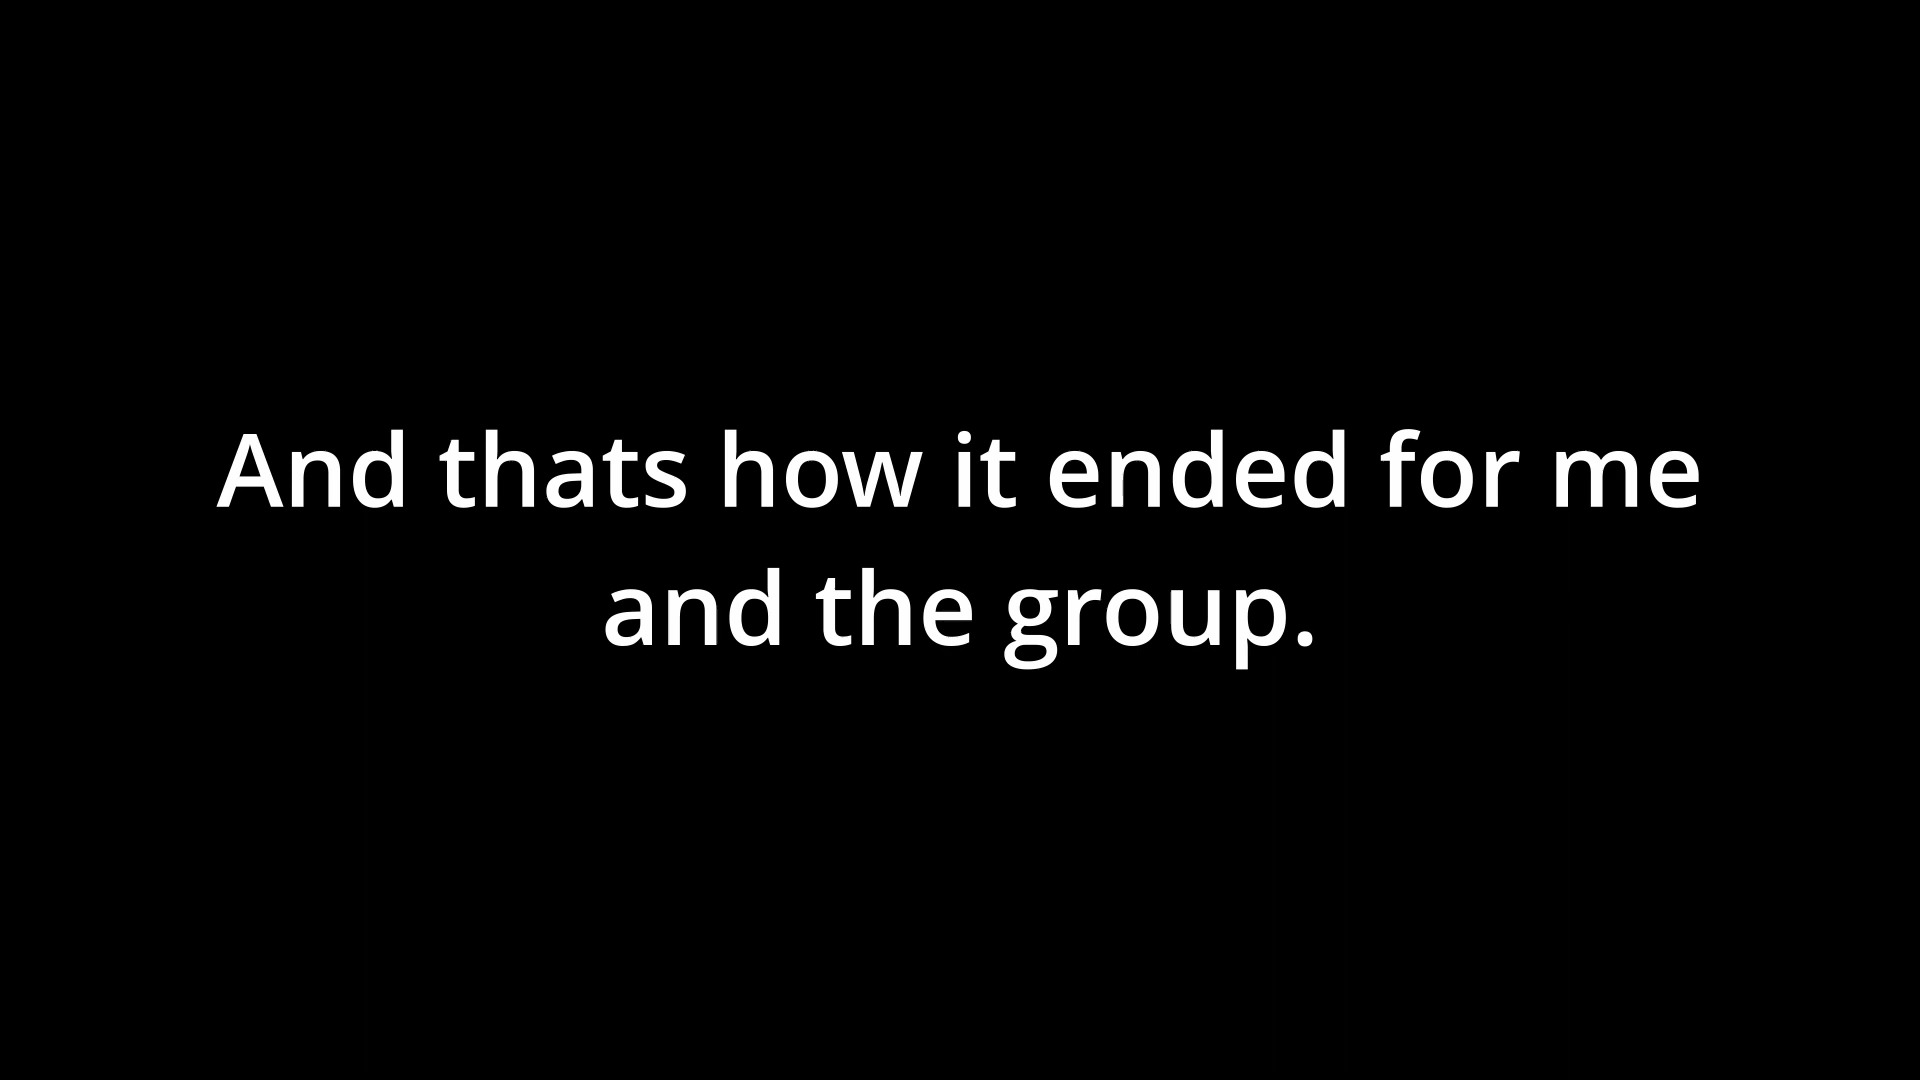 And thats how it ended for me
and the group.